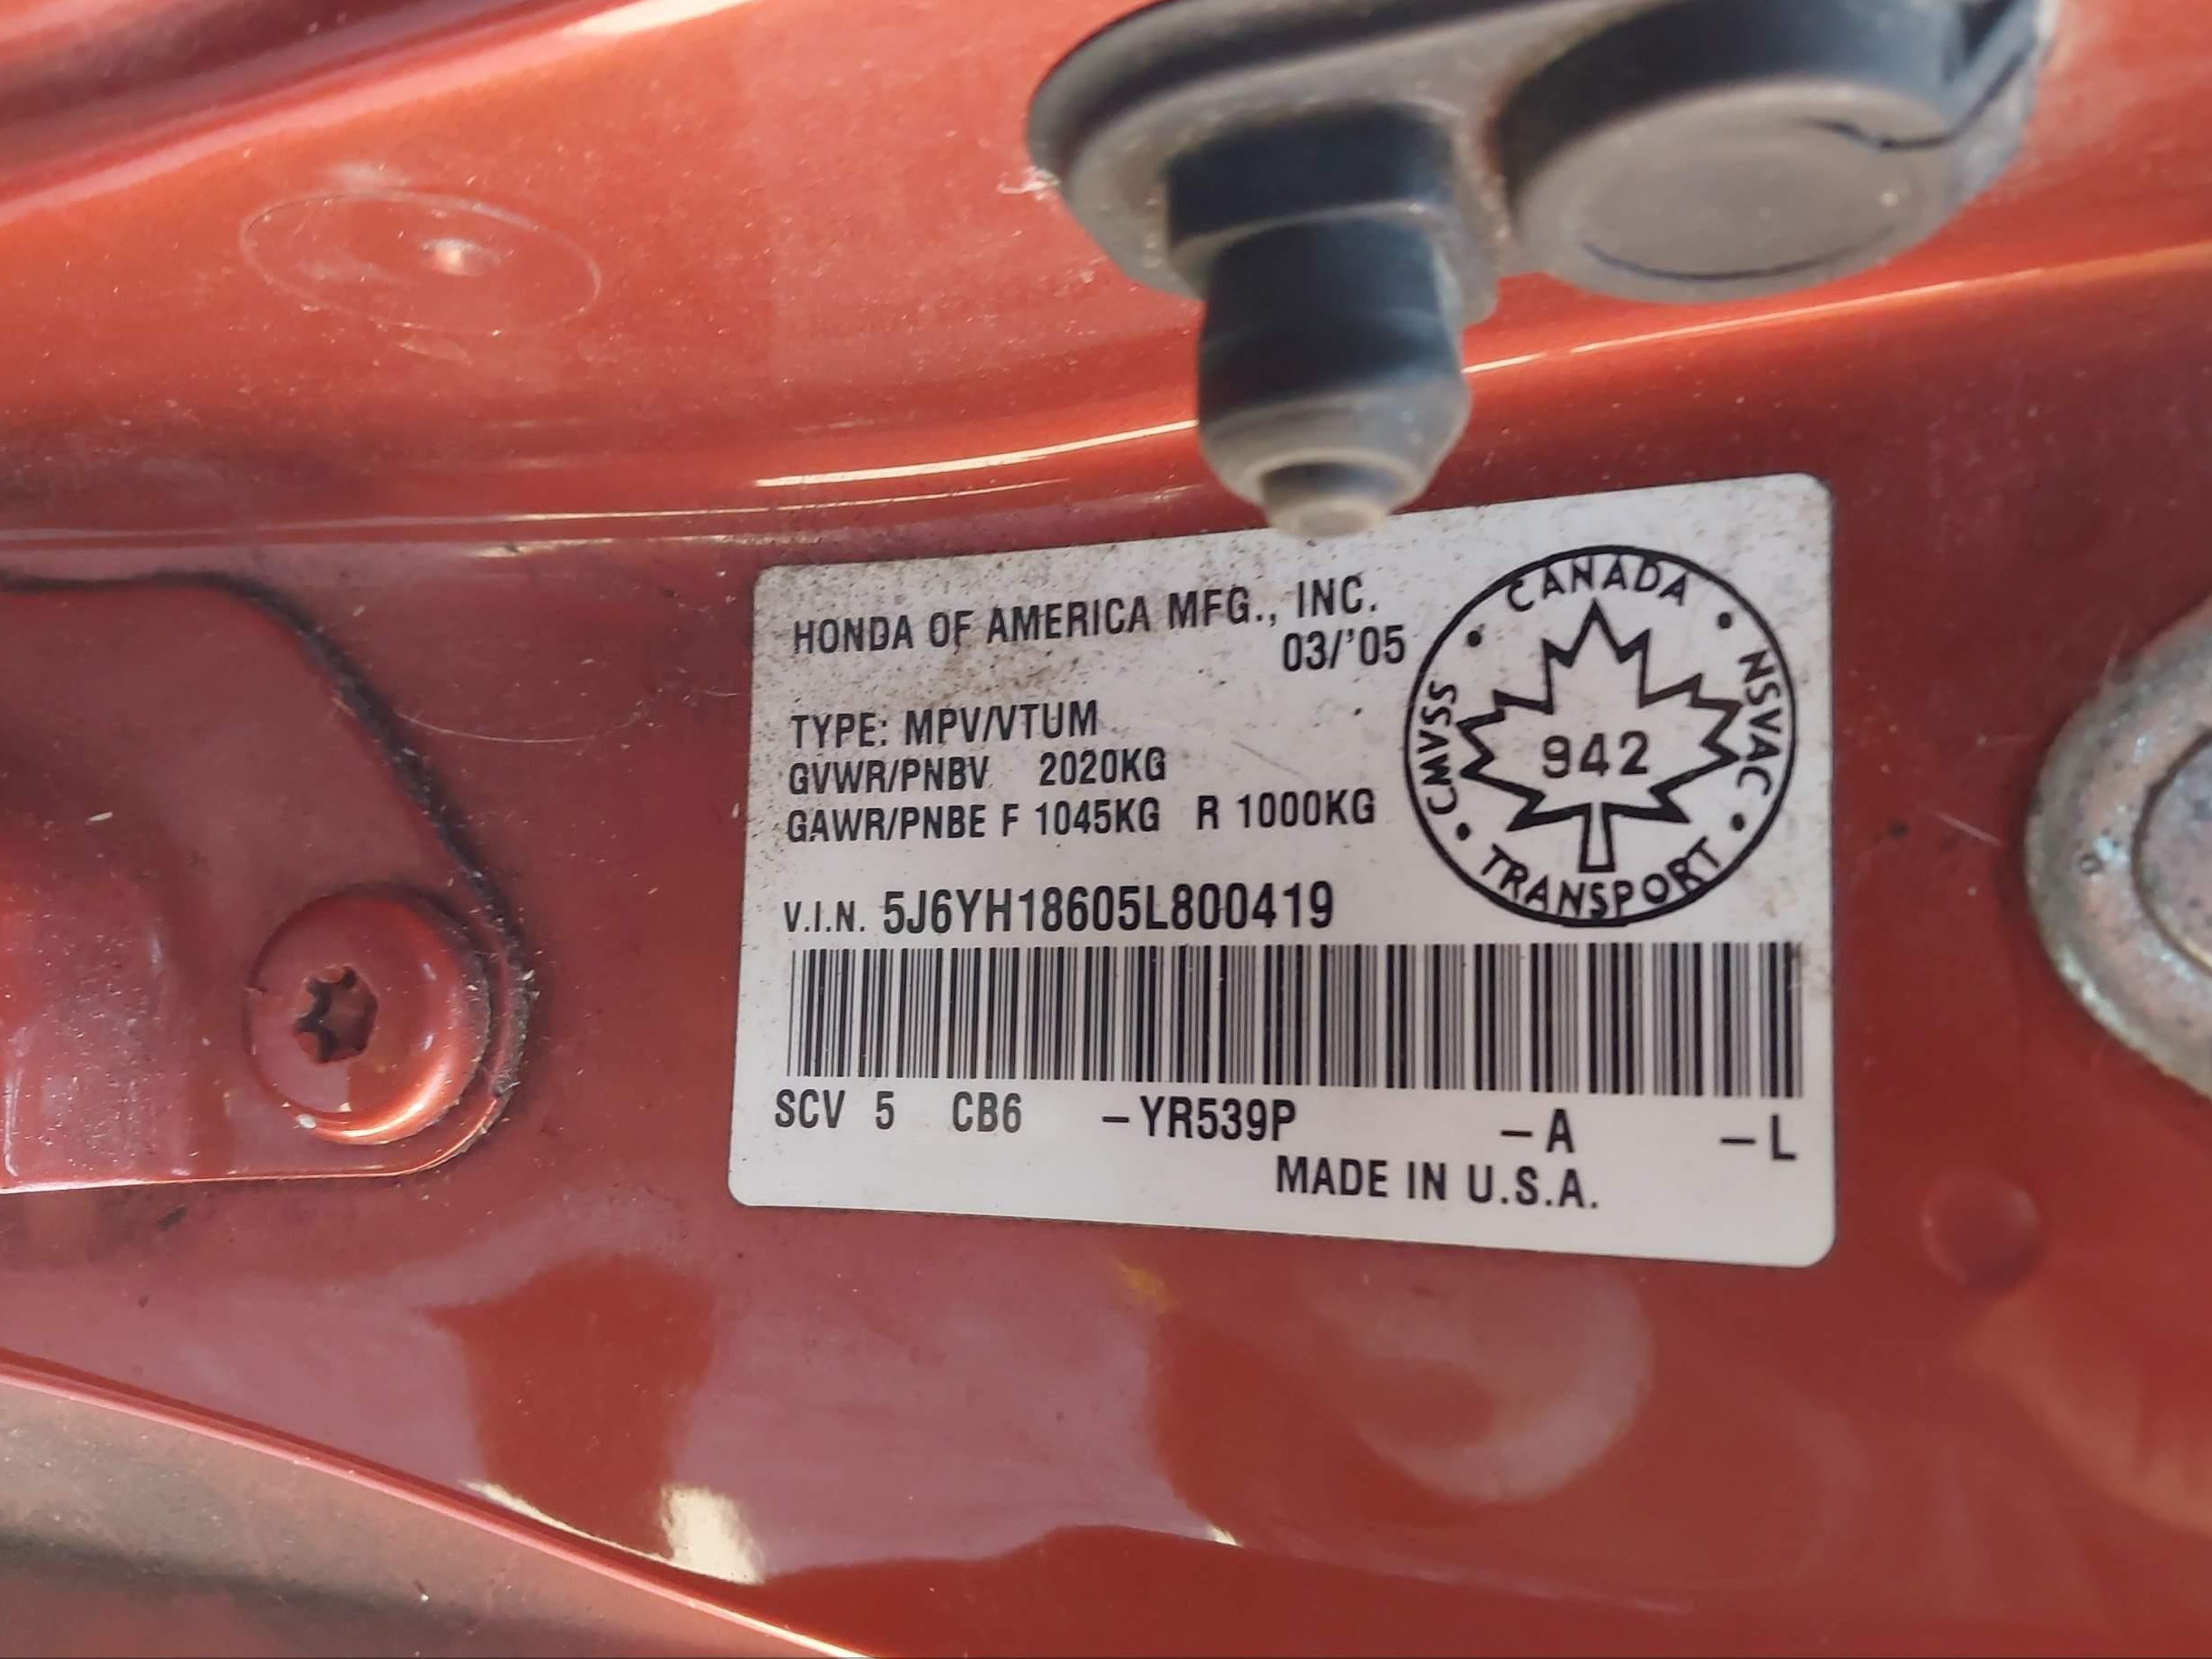 HONDA OF AMERICA MFG., INC.
03/'05
TYPE: MPV/VTUM
GVWR/PNBV 2020KG
GAWR/PNBE F 1045KG R 1000KG
CANADA • NSVAC • TRANSPORT • CMVSS •
942
V.I.N. 5J6YH18605L800419
SCV 5 CB6 –YR539P –A –L
MADE IN U.S.A.